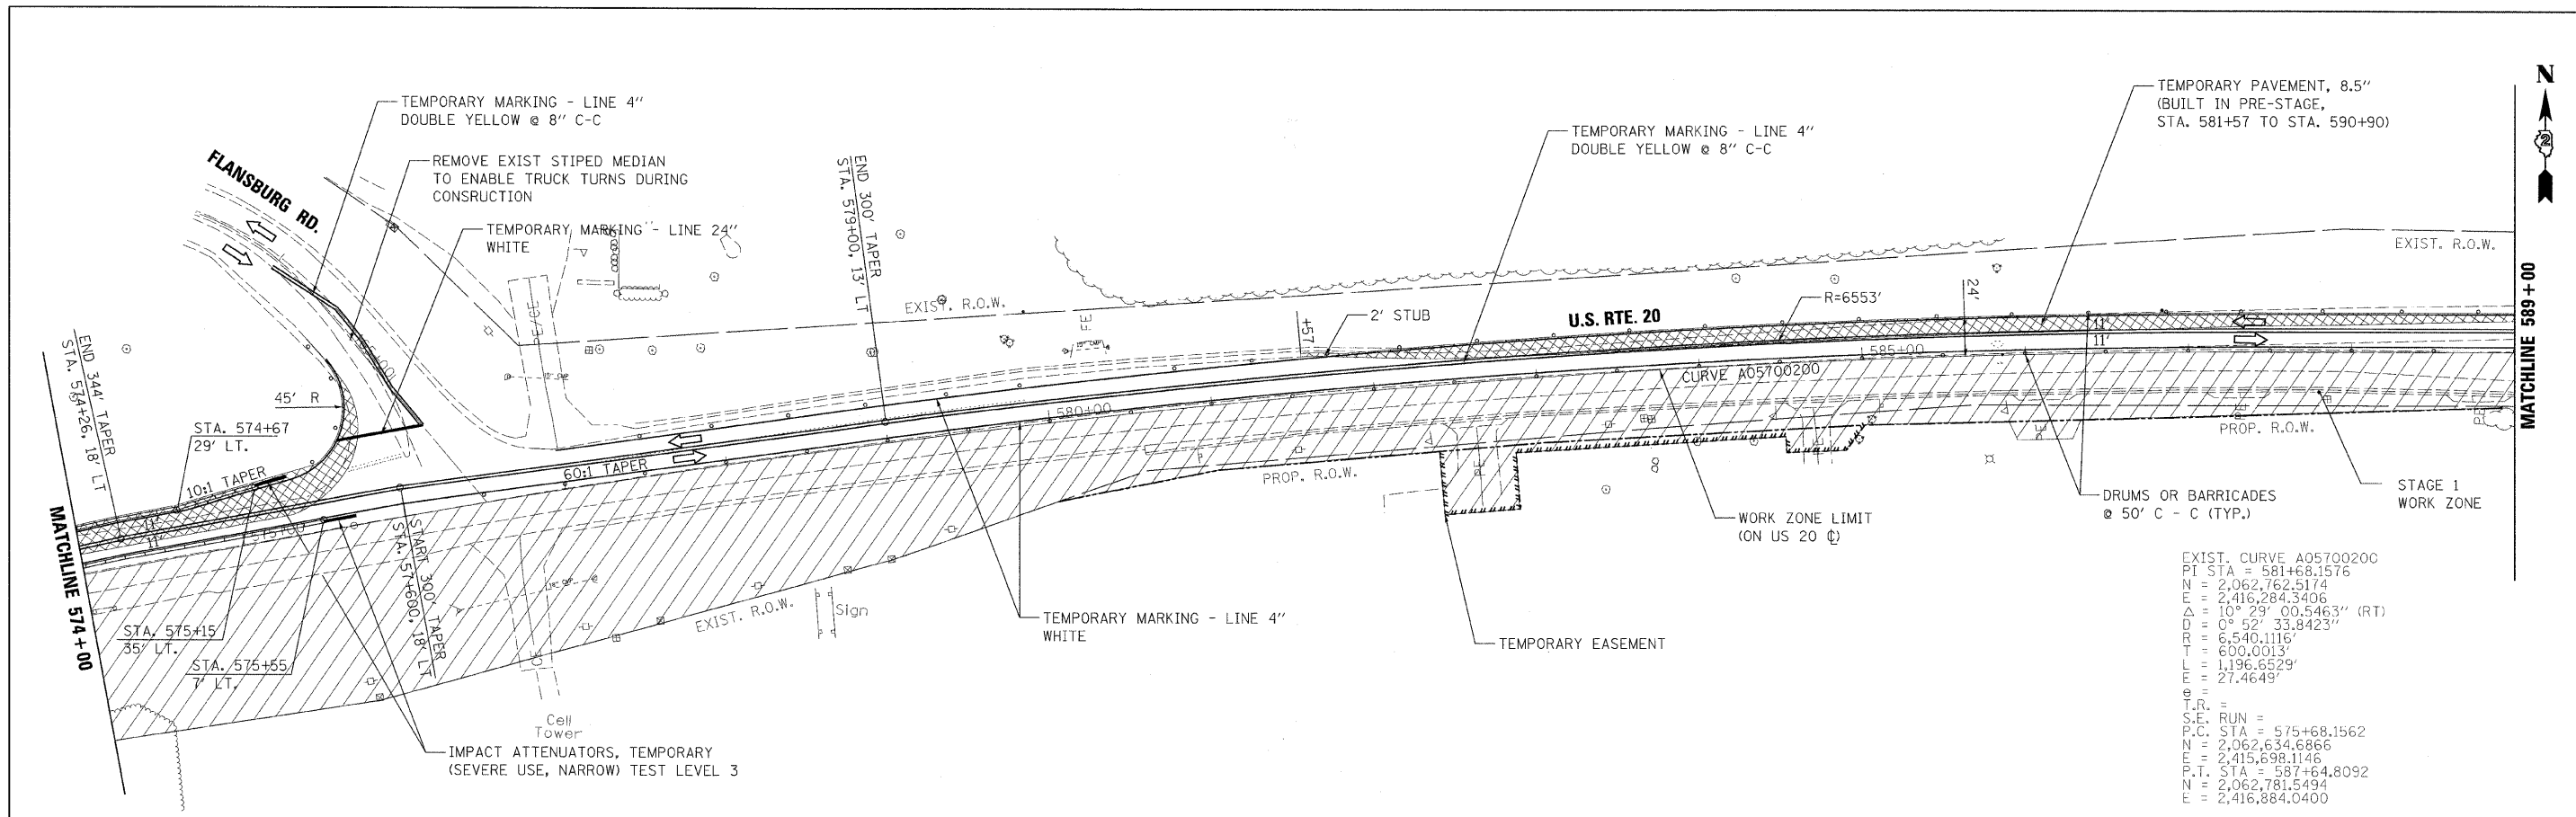 TEMPORARY MARKING - LINE 4"
DOUBLE YELLOW @ 8" C-C
REMOVE EXIST STIPED MEDIAN
TO ENABLE TRUCK TURNS DURING
CONSRUCTION
TEMPORARY MARKING - LINE 24"
WHITE
FLANSBURG RD.
END 300' TAPER
STA. 579+00, 13' LT
TEMPORARY MARKING - LINE 4"
DOUBLE YELLOW @ 8" C-C
TEMPORARY PAVEMENT, 8.5"
(BUILT IN PRE-STAGE,
STA. 581+57 TO STA. 590+90)
N
2
EXIST. R.O.W.
EXIST. R.O.W.
MATCHLINE 589+00
24'
R=6553'
U.S. RTE. 20
2' STUB
+57
FE
CE/CE
11'
11'
585+00
CURVE A05700200
580+00
END 344' TAPER
STA. 574+26, 18' LT
45' R
STA. 574+67
29' LT.
10:1 TAPER
60:1 TAPER
11'
11'
575+00
MATCHLINE 574+00
START 300' TAPER
STA. 57+600, 18' LT
STA. 575+15
35' LT.
STA. 575+55
7' LT.
EXIST. R.O.W.
Sign
Cell
Tower
IMPACT ATTENUATORS, TEMPORARY
(SEVERE USE, NARROW) TEST LEVEL 3
TEMPORARY MARKING - LINE 4"
WHITE
PROP. R.O.W.
PE
TEMPORARY EASEMENT
WORK ZONE LIMIT
(ON US 20 ℄)
PROP. R.O.W.
DRUMS OR BARRICADES
@ 50' C - C (TYP.)
STAGE 1
WORK ZONE
EXIST. CURVE A05700200
PI STA = 581+68.1576
N = 2,062,762.5174
E = 2,416,284.3406
Δ = 10° 29' 00.5463" (RT)
D = 0° 52' 33.8423"
R = 6,540.1116'
T = 600.0013'
L = 1,196.6529'
E = 27.4649'
e =
T.R. =
S.E. RUN =
P.C. STA = 575+68.1562
N = 2,062,634.6866
E = 2,415,698.1146
P.T. STA = 587+64.8092
N = 2,062,781.5494
E = 2,416,884.0400